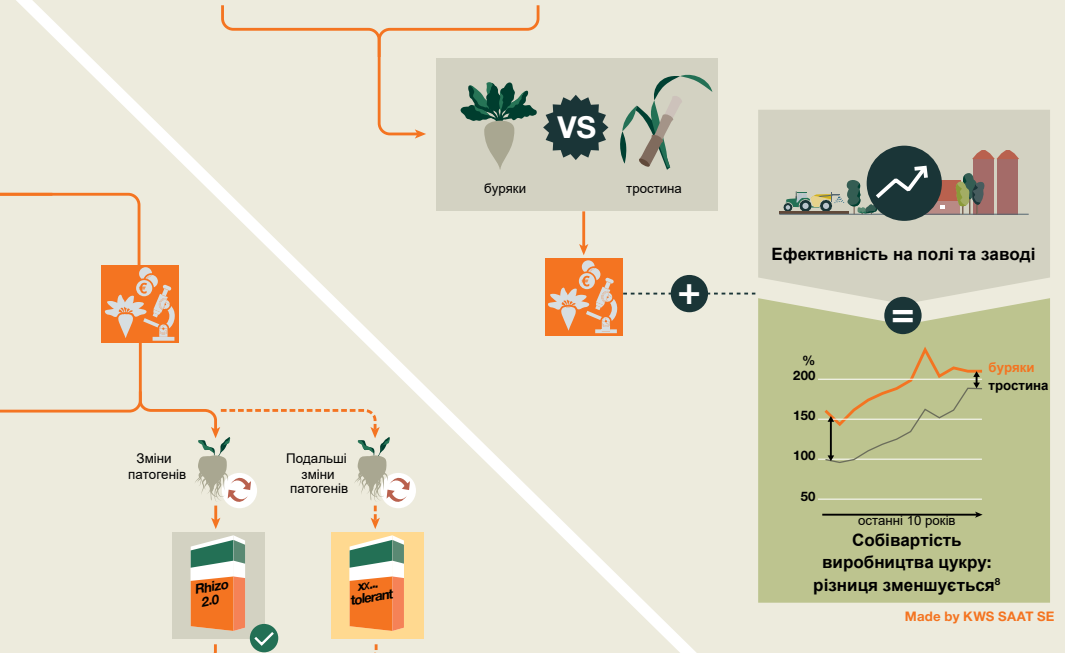 VS
буряки
тростина
Ефективність на полі та заводі
%
200
150
100
50
буряки
тростина
останні 10 років
Собівартість
виробництва цукру:
різниця зменшується⁸
Made by KWS SAAT SE
€
€
Зміни
патогенів
Подальші
зміни
патогенів
Rhizo
2.0
xx...
tolerant